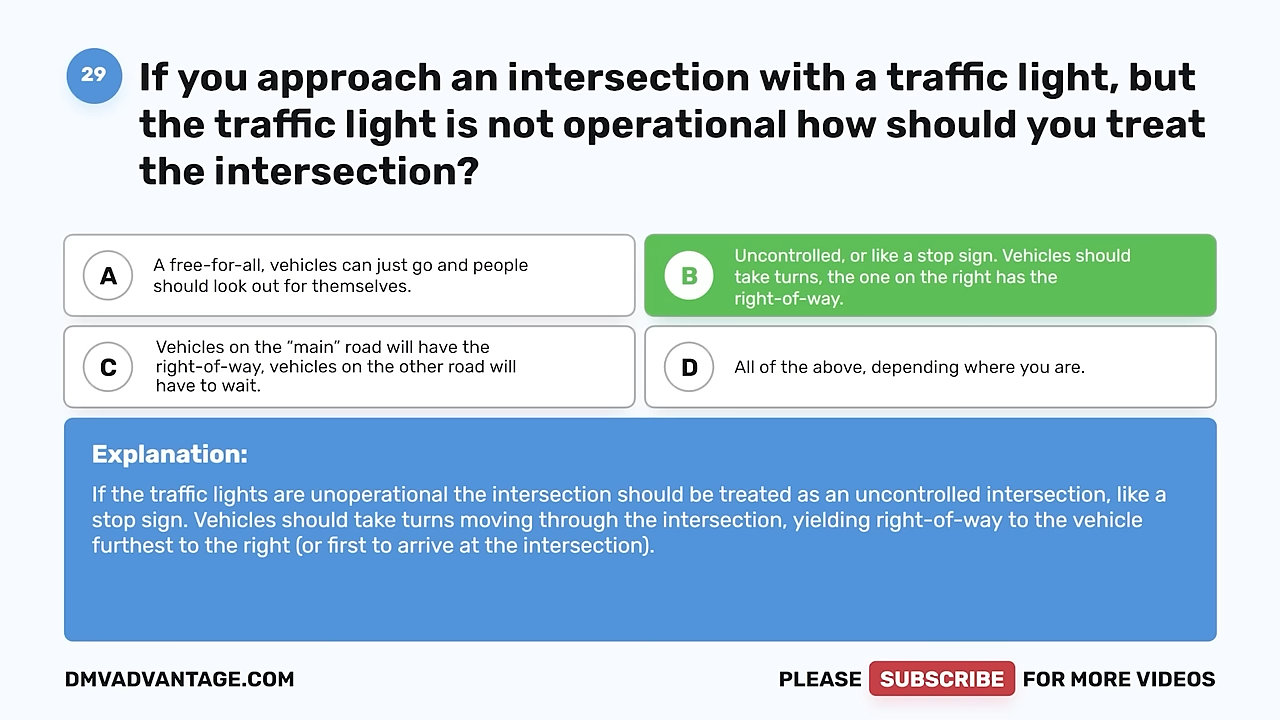 29
If you approach an intersection with a traffic light, but
the traffic light is not operational how should you treat
the intersection?
A
A free-for-all, vehicles can just go and people
should look out for themselves.
B
Uncontrolled, or like a stop sign. Vehicles should
take turns, the one on the right has the
right-of-way.
C
Vehicles on the “main” road will have the
right-of-way, vehicles on the other road will
have to wait.
D
All of the above, depending where you are.
Explanation:
If the traffic lights are unoperational the intersection should be treated as an uncontrolled intersection, like a
stop sign. Vehicles should take turns moving through the intersection, yielding right-of-way to the vehicle
furthest to the right (or first to arrive at the intersection).
DMVADVANTAGE.COM
PLEASE SUBSCRIBE FOR MORE VIDEOS